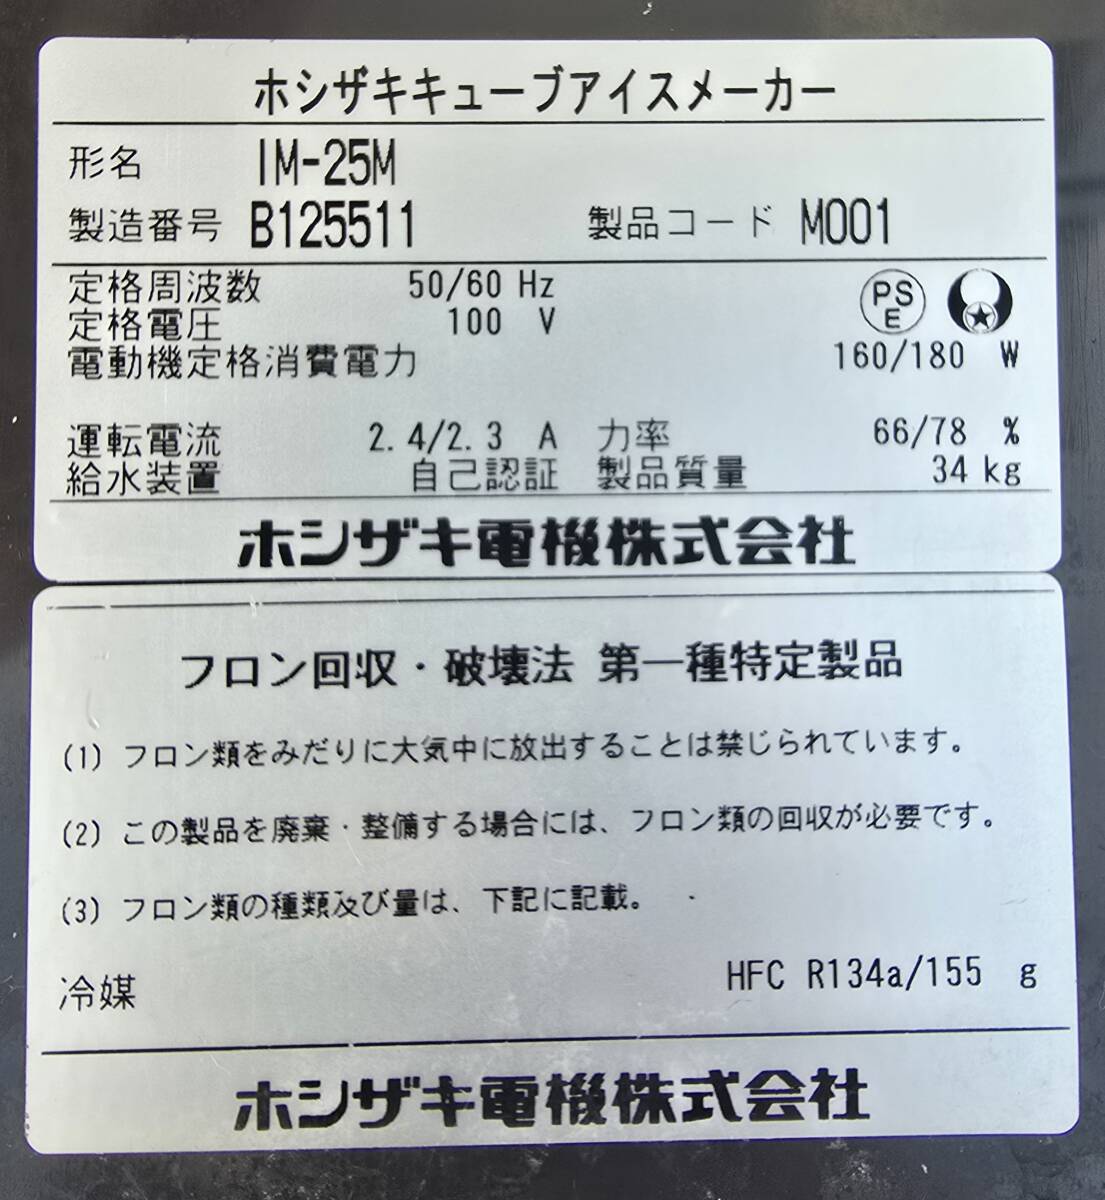 ホシザキキューブアイスメーカー
形名 IM-25M
製造番号 B125511 製品コード M001
定格周波数 50/60 Hz
定格電圧 100 V
PS E
電動機定格消費電力 160/180 W
運転電流 2.4/2.3 A 力率 66/78 %
給水装置 自己認証 製品質量 34 kg
ホシザキ電機株式会社
フロン回収・破壊法 第一種特定製品
(1) フロン類をみだりに大気中に放出することは禁じられています。
(2) この製品を廃棄・整備する場合には、フロン類の回収が必要です。
(3) フロン類の種類及び量は、下記に記載。
冷媒 HFC R134a/155 g
ホシザキ電機株式会社